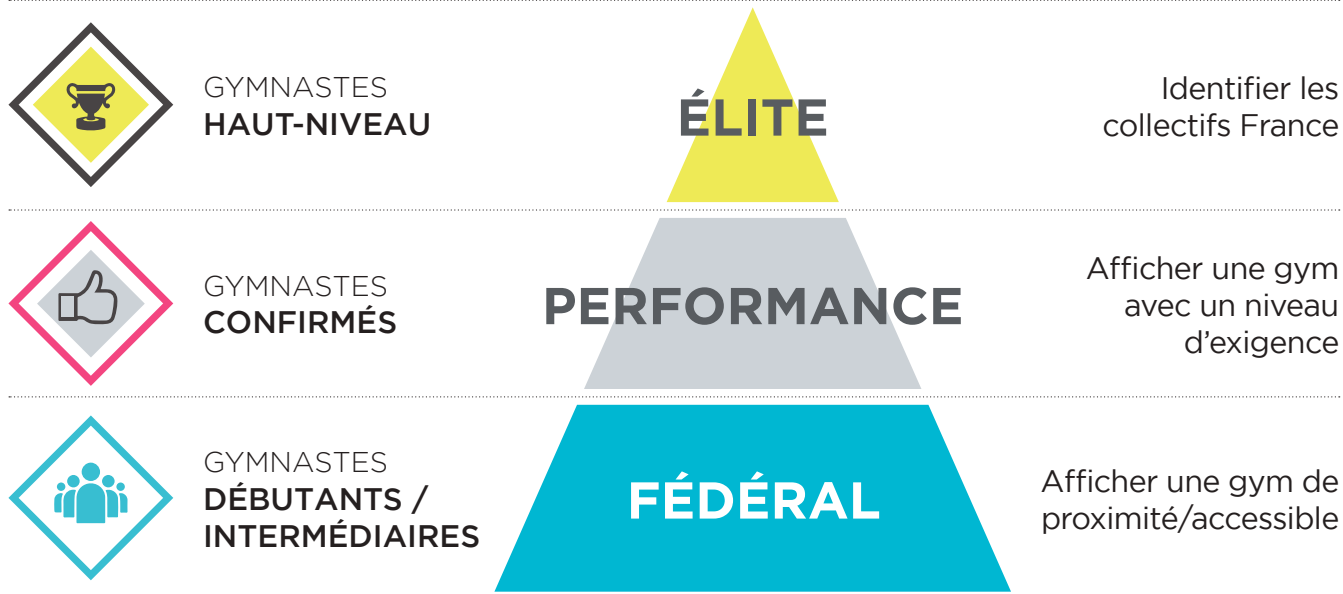 GYMNASTES
HAUT-NIVEAU
ÉLITE
Identifier les
collectifs France
GYMNASTES
CONFIRMÉS
PERFORMANCE
Afficher une gym
avec un niveau
d'exigence
GYMNASTES
DÉBUTANTS /
INTERMÉDIAIRES
FÉDÉRAL
Afficher une gym de
proximité/accessible